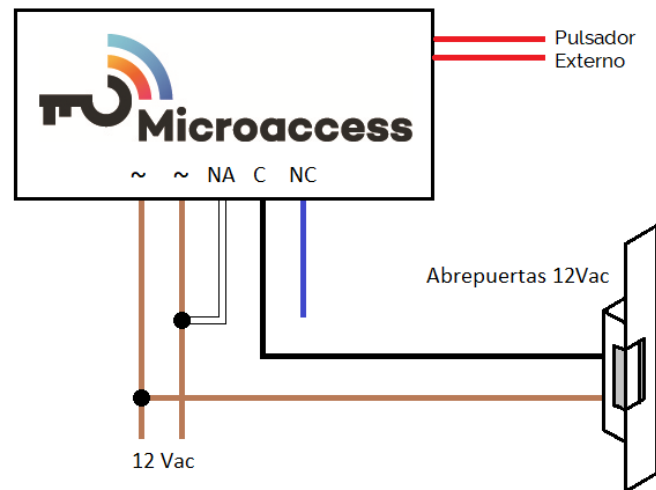 Pulsador
Externo
Microaccess
~ ~ NA C NC
Abrepuertas 12Vac
12 Vac